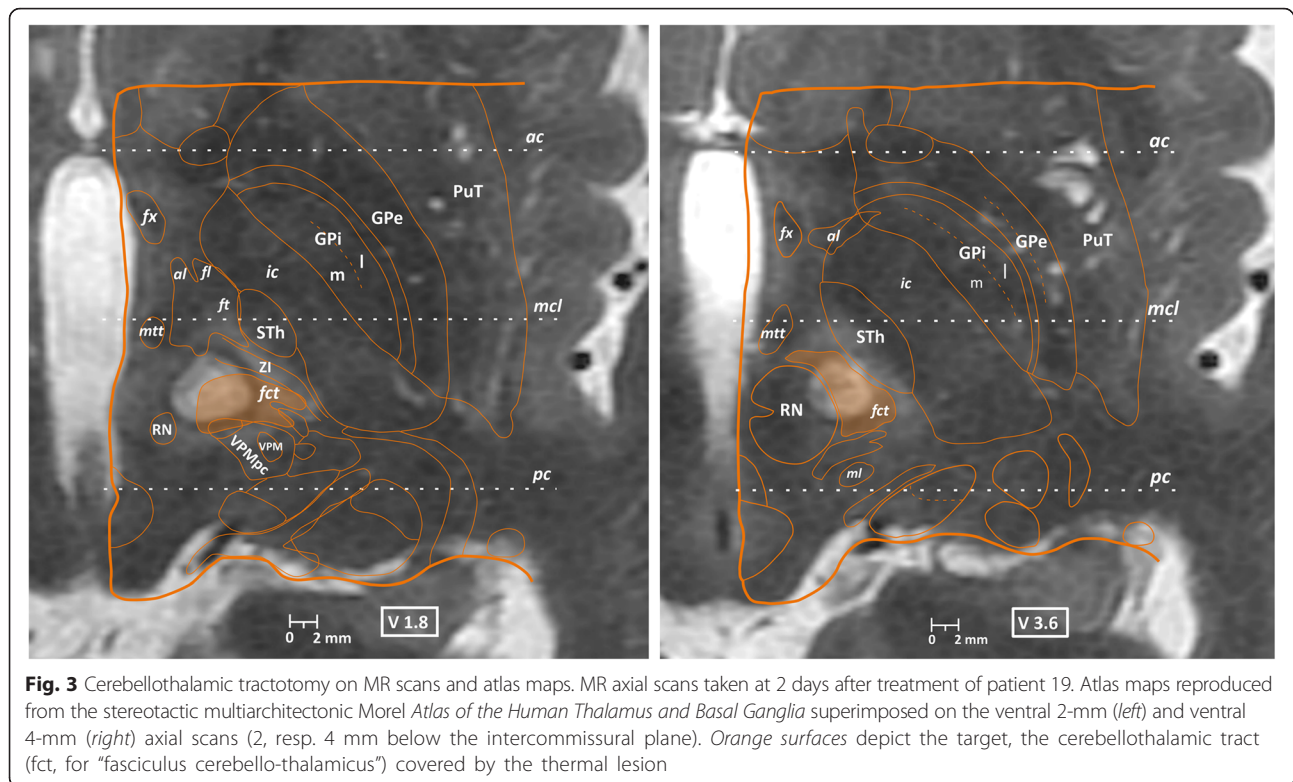 ac
PuT
GPe
fx
GPi
l
al
fl
ic
m
ft
mcl
mtt
STh
ZI
fct
RN
VPM
VPMpc
pc
0 2 mm
V 1.8
ac
fx
PuT
al
GPe
GPi
l
ic
m
mcl
mtt
STh
RN
fct
ml
pc
0 2 mm
V 3.6
Fig. 3 Cerebellothalamic tractotomy on MR scans and atlas maps. MR axial scans taken at 2 days after treatment of patient 19. Atlas maps reproduced
from the stereotactic multiarchitectonic Morel Atlas of the Human Thalamus and Basal Ganglia superimposed on the ventral 2-mm (left) and ventral
4-mm (right) axial scans (2, resp. 4 mm below the intercommissural plane). Orange surfaces depict the target, the cerebellothalamic tract
(fct, for “fasciculus cerebello-thalamicus”) covered by the thermal lesion